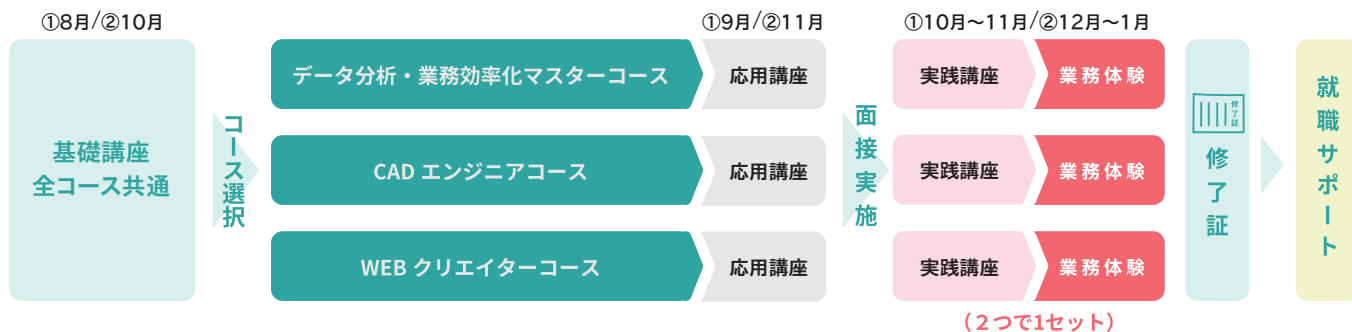 ①8月/②10月
基礎講座
全コース共通
コース選択
①9月/②11月
データ分析・業務効率化マスターコース
応用講座
CAD エンジニアコース
応用講座
WEB クリエイターコース
応用講座
面接実施
①10月〜11月/②12月〜1月
実践講座
業務体験
実践講座
業務体験
実践講座
業務体験
（２つで1セット）
修了証
修了証
就職サポート